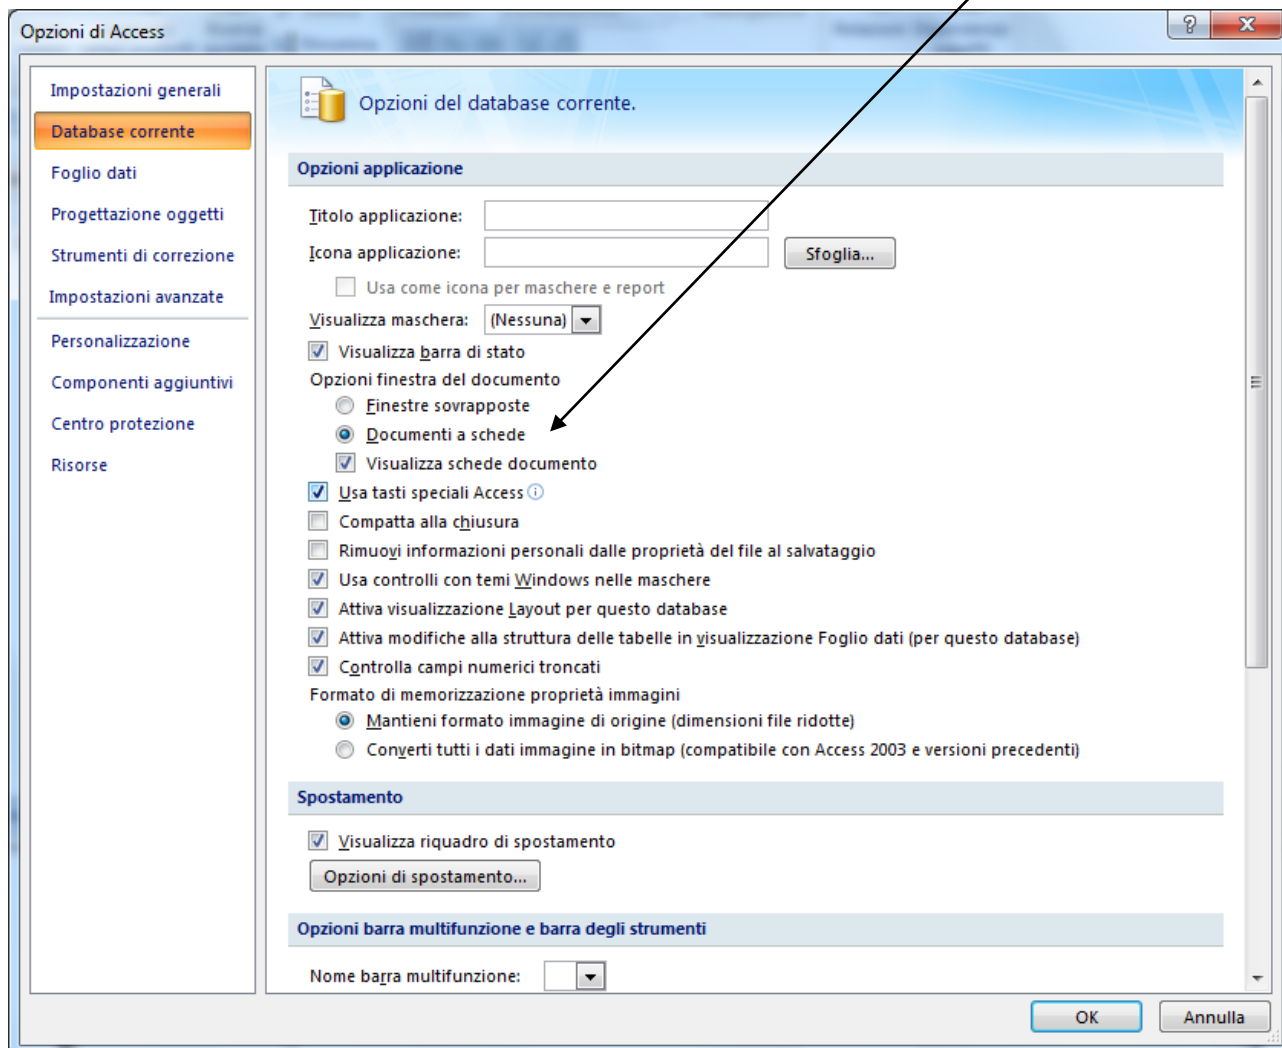 Opzioni di Access
Impostazioni generali
Database corrente
Foglio dati
Progettazione oggetti
Strumenti di correzione
Impostazioni avanzate
Personalizzazione
Componenti aggiuntivi
Centro protezione
Risorse
Opzioni del database corrente.
Opzioni applicazione
Titolo applicazione:
Icona applicazione:
Sfoglia...
Usa come icona per maschere e report
Visualizza maschera: (Nessuna)
Visualizza barra di stato
Opzioni finestra del documento
Finestre sovrapposte
Documenti a schede
Visualizza schede documento
Usa tasti speciali Access
Compatta alla chiusura
Rimuovi informazioni personali dalle proprietà del file al salvataggio
Usa controlli con temi Windows nelle maschere
Attiva visualizzazione Layout per questo database
Attiva modifiche alla struttura delle tabelle in visualizzazione Foglio dati (per questo database)
Controlla campi numerici troncati
Formato di memorizzazione proprietà immagini
Mantieni formato immagine di origine (dimensioni file ridotte)
Converti tutti i dati immagine in bitmap (compatibile con Access 2003 e versioni precedenti)
Spostamento
Visualizza riquadro di spostamento
Opzioni di spostamento...
Opzioni barra multifunzione e barra degli strumenti
Nome barra multifunzione:
OK
Annulla